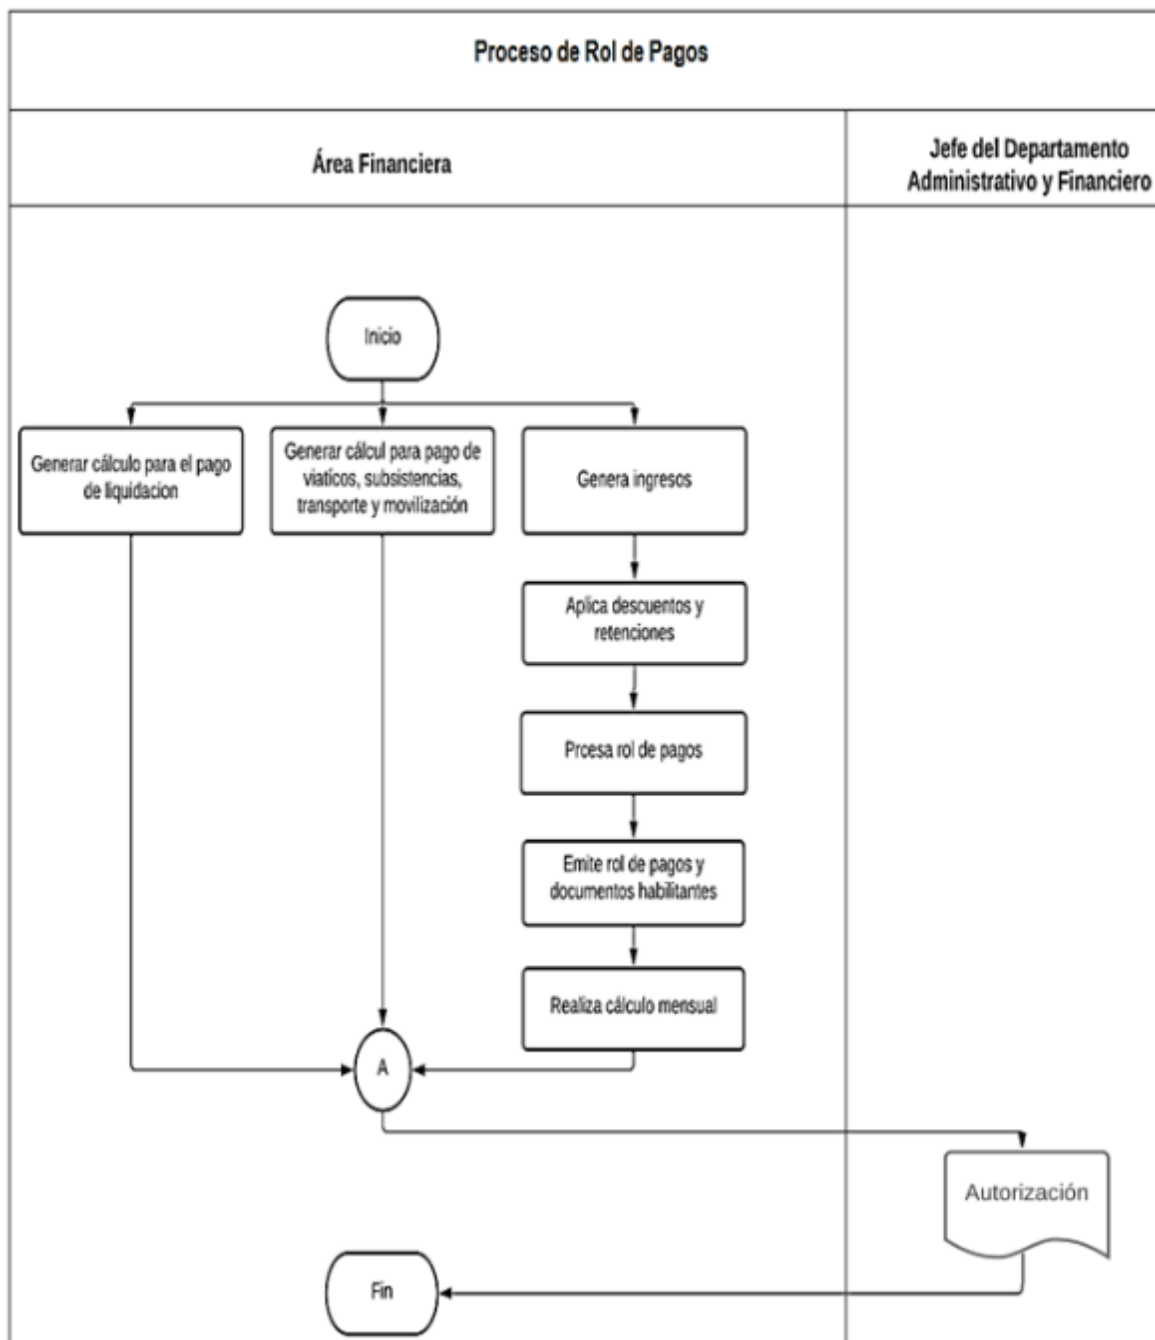 Proceso de Rol de Pagos
Área Financiera
Jefe del Departamento
Administrativo y Financiero
Inicio
Generar cálculo para el pago
de liquidacion
Generar cálcul para pago de
viatícos, subsistencias,
transporte y movilización
Genera ingresos
Aplica descuentos y
retenciones
Procesa rol de pagos
Emite rol de pagos y
documentos habilitantes
Realiza cálculo mensual
A
Autorización
Fin